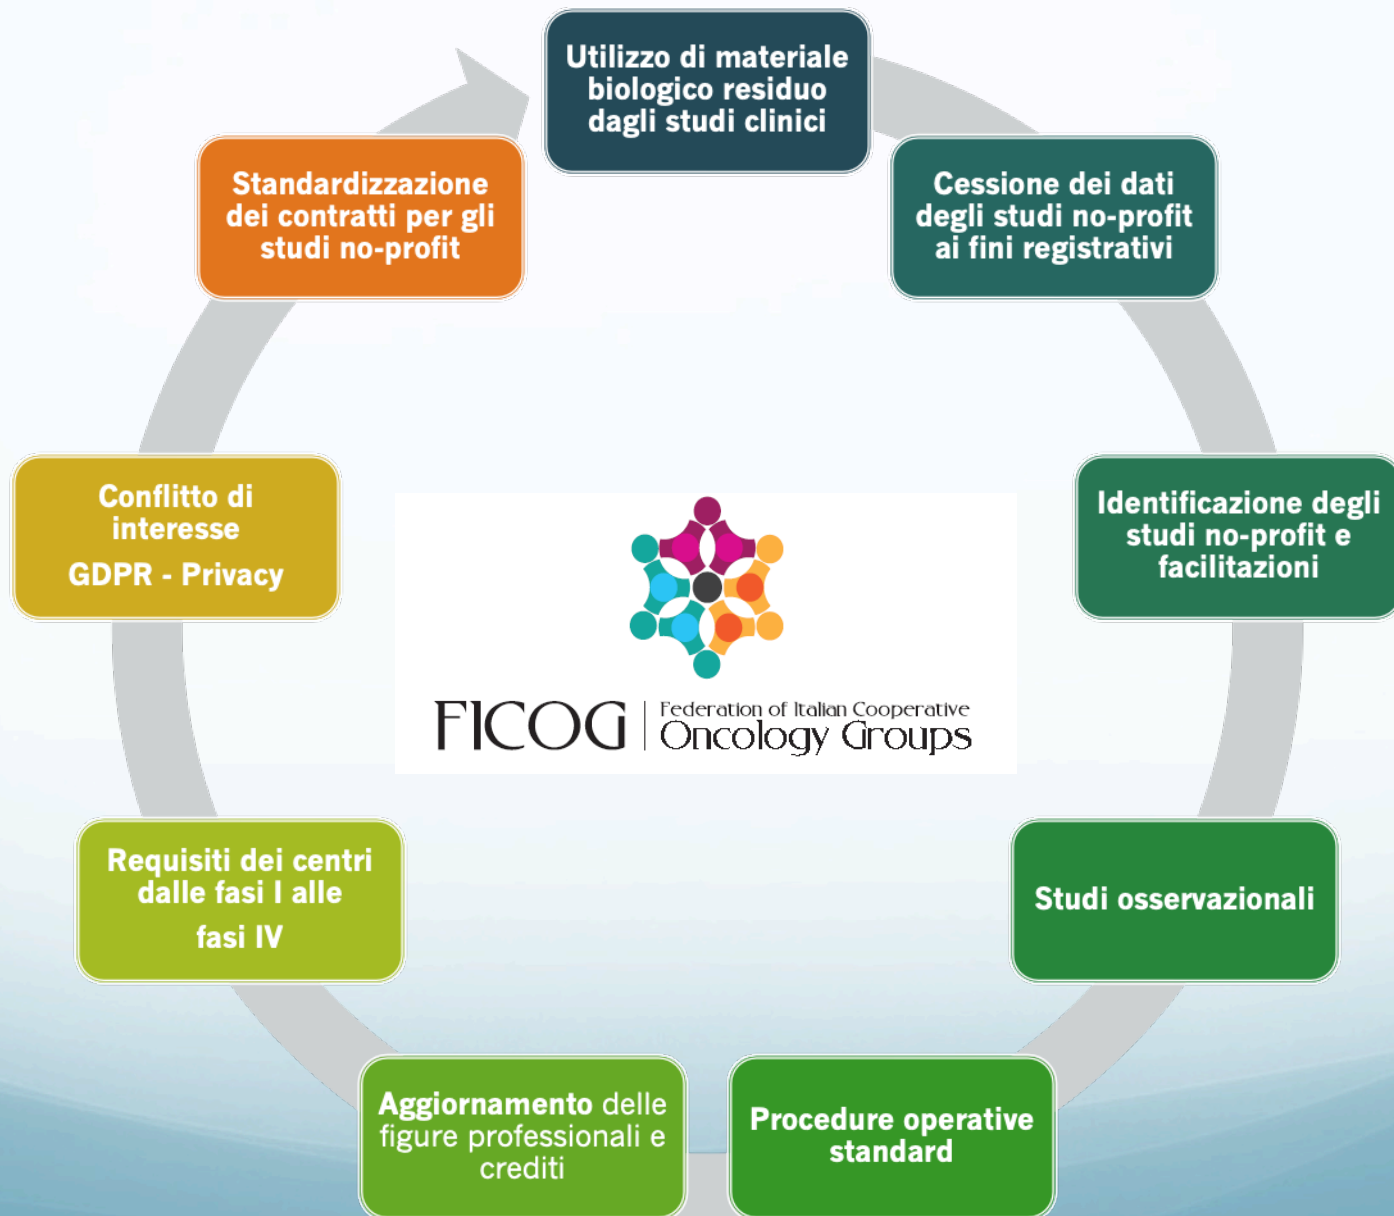 Utilizzo di materiale
biologico residuo
dagli studi clinici
Cessione dei dati
degli studi no-profit
ai fini registrativi
Identificazione degli
studi no-profit e
facilitazioni
Studi osservazionali
Procedure operative
standard
Aggiornamento delle
figure professionali e
crediti
Requisiti dei centri
dalle fasi I alle
fasi IV
Conflitto di
interesse
GDPR - Privacy
Standardizzazione
dei contratti per gli
studi no-profit
FICOG
Federation of Italian Cooperative
Oncology Groups